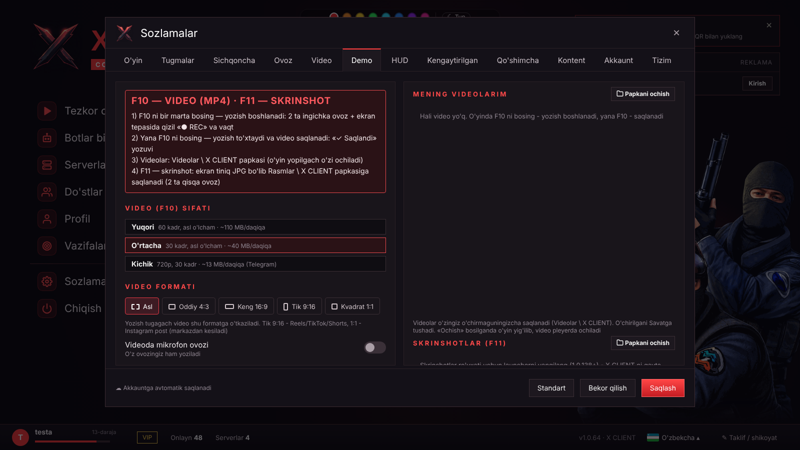 Sozlamalar
O'yin
Tugmalar
Sichqoncha
Ovoz
Video
Demo
HUD
Kengaytirilgan
Qo'shimcha
Kontent
Akkaunt
Tizim
F10 — VIDEO (MP4) · F11 — SKRINSHOT
1) F10 ni bir marta bosing — yozish boshlanadi: 2 ta ingichka ovoz + ekran
tepasida qizil «● REC» va vaqt
2) Yana F10 ni bosing — yozish to'xtaydi va video saqlanadi: «✓ Saqlandi»
yozuvi
3) Videolar: Videolar \ X CLIENT papkasi (o'yin yopilgach o'zi ochiladi)
4) F11 — skrinshot: ekran tiniq JPG bo'lib Rasmlar \ X CLIENT papkasiga
saqlanadi (2 ta qisqa ovoz)
VIDEO (F10) SIFATI
Yuqori 60 kadr, asl o'lcham · ~110 MB/daqiqa
O'rtacha 30 kadr, asl o'lcham · ~40 MB/daqiqa
Kichik 720p, 30 kadr · ~13 MB/daqiqa (Telegram)
VIDEO FORMATI
Asl
Oddiy 4:3
Keng 16:9
Tik 9:16
Kvadrat 1:1
Yozish tugagach video shu formatga o'tkaziladi. Tik 9:16 - Reels/TikTok/Shorts, 1:1 -
Instagram post (markazdan kesiladi)
Videoda mikrofon ovozi
O'z ovozingiz ham yoziladi
MENING VIDEOLARIM
Papkani ochish
Hali video yo'q. O'yinda F10 ni bosing - yozish boshlanadi, yana F10 - saqlanadi
Videolar o'zingiz o'chirmaguningizcha saqlanadi (Videolar \ X CLIENT). O'chirilgani Savatga
tushadi. «Ochish» bosilganda o'yin yig'ilib, video pleyerda ochiladi
SKRINSHOTLAR (F11)
Papkani ochish
Akkauntga avtomatik saqlanadi
Standart
Bekor qilish
Saqlash
Tezkor
Botlar bi
Serverla
Do'stlar
Profil
Vazifalar
Sozlama
Chiqish
QR bilan yuklang
REKLAMA
Kirish
T
testa
VIP
Onlayn 48
Serverlar 4
v1.0.64 · X CLIENT
O'zbekcha
Taklif / shikoyat